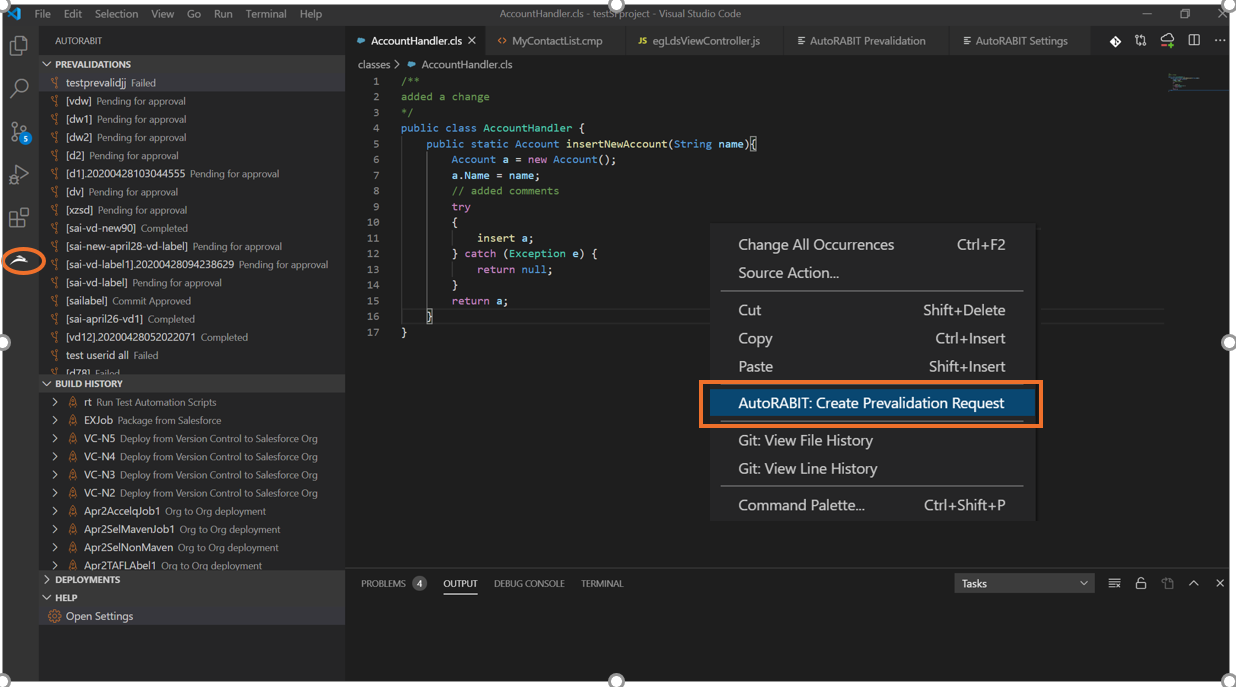 File Edit Selection View Go Run Terminal Help AccountHandler.cls - testSFproject - Visual Studio Code
AUTORABIT
PREVALIDATIONS
testprevalidjj Failed
[vdw] Pending for approval
[dw1] Pending for approval
[dw2] Pending for approval
[d2] Pending for approval
[d1].20200428103044555 Pending for approval
[dv] Pending for approval
[xzsd] Pending for approval
[sai-vd-new90] Completed
[sai-new-april28-vd-label] Pending for approval
[sai-vd-label1].20200428094238629 Pending for approval
[sai-vd-label] Pending for approval
[sailabel] Commit Approved
[sai-april26-vd1] Completed
[vd12].20200428052022071 Completed
test userid all Failed
[d78] Failed
5
BUILD HISTORY
rt Run Test Automation Scripts
EXJob Package from Salesforce
VC-N5 Deploy from Version Control to Salesforce Org
VC-N4 Deploy from Version Control to Salesforce Org
VC-N3 Deploy from Version Control to Salesforce Org
VC-N2 Deploy from Version Control to Salesforce Org
Apr2AccelqJob1 Org to Org deployment
Apr2SelMavenJob1 Org to Org deployment
Apr2SelNonMaven Org to Org deployment
Apr2TAFLAbel1 Org to Org deployment
DEPLOYMENTS
HELP
Open Settings
AccountHandler.cls MyContactList.cmp JS egLdsViewController.js AutoRABIT Prevalidation AutoRABIT Settings
classes > AccountHandler.cls
1 /**
2 added a change
3 */
4 public class AccountHandler {
5 public static Account insertNewAccount(String name){
6 Account a = new Account();
7 a.Name = name;
8 // added comments
9 try
10 {
11 insert a;
12 } catch (Exception e) {
13 return null;
14 }
15 return a;
16 }
17 }
Change All Occurrences Ctrl+F2
Source Action...
Cut Shift+Delete
Copy Ctrl+Insert
Paste Shift+Insert
AutoRABIT: Create Prevalidation Request
Git: View File History
Git: View Line History
Command Palette... Ctrl+Shift+P
PROBLEMS 4 OUTPUT DEBUG CONSOLE TERMINAL Tasks